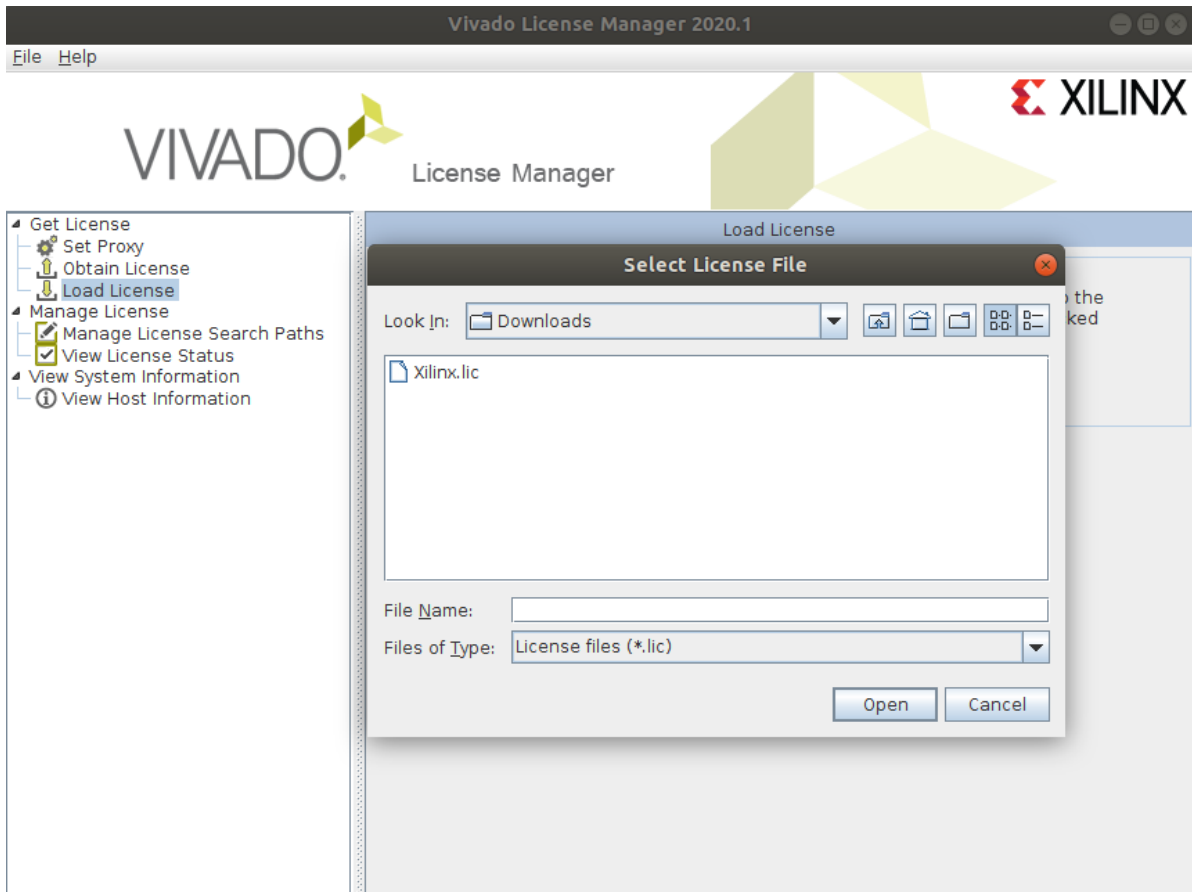 Vivado License Manager 2020.1
File Help
XILINX
VIVADO. License Manager
Get License
Set Proxy
Obtain License
Load License
Manage License
Manage License Search Paths
View License Status
View System Information
View Host Information
Load License
the
ked
Select License File
Look In: Downloads
Xilinx.lic
File Name:
Files of Type: License files (*.lic)
Open Cancel